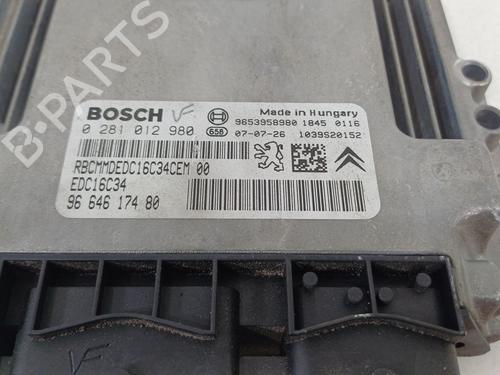 BOSCH VF
Made in Hungary
9653958980 1845 0116
0 281 012 980 658 07-07-26 1039S20152
RBCMMDEDC16C34CEM 00
EDC16C34
96 646 174 80
VF